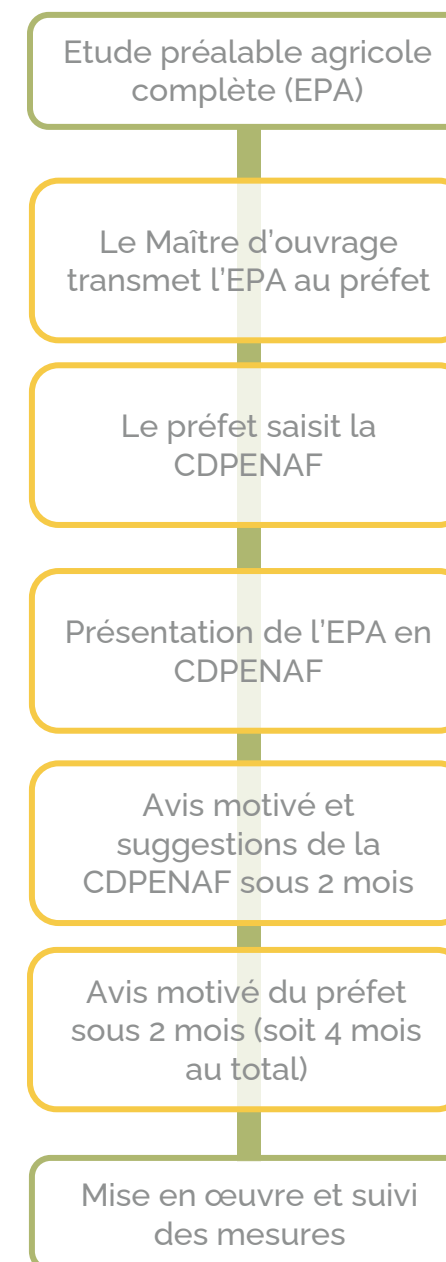 Etude préalable agricole
complète (EPA)
Le Maître d’ouvrage
transmet l’EPA au préfet
Le préfet saisit la
CDPENAF
Présentation de l’EPA en
CDPENAF
Avis motivé et
suggestions de la
CDPENAF sous 2 mois
Avis motivé du préfet
sous 2 mois (soit 4 mois
au total)
Mise en œuvre et suivi
des mesures